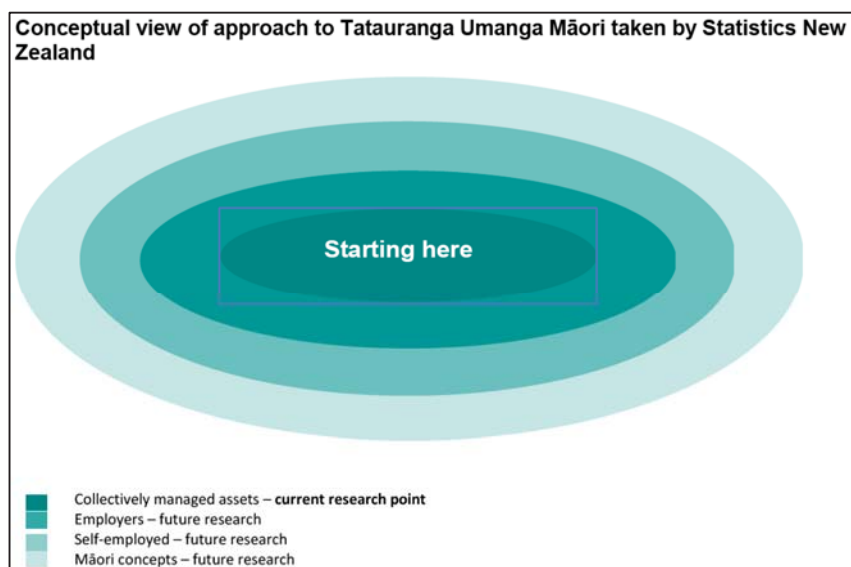 Conceptual view of approach to Tatauranga Umanga Māori taken by Statistics New
Zealand
Starting here
Collectively managed assets – current research point
Employers – future research
Self-employed – future research
Māori concepts – future research